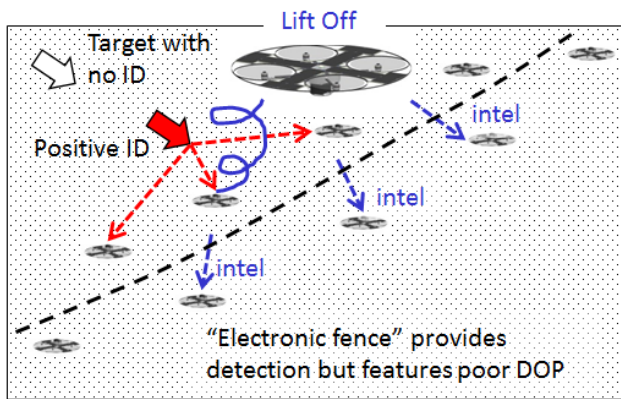 Lift Off
Target with
no ID
intel
Positive ID
intel
intel
“Electronic fence” provides
detection but features poor DOP